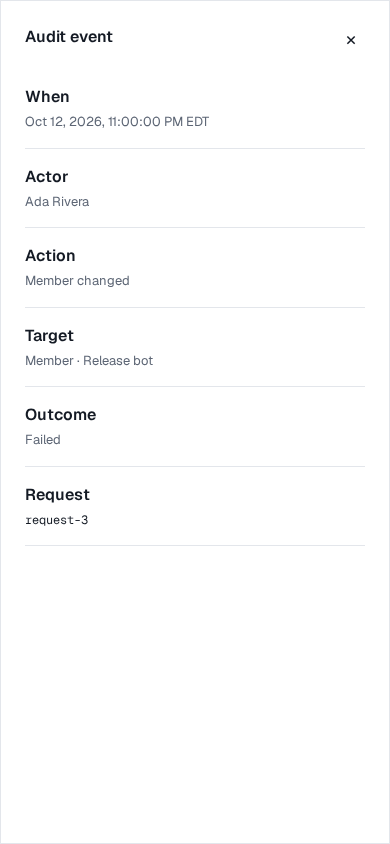 Audit event
×
When
Oct 12, 2026, 11:00:00 PM EDT
Actor
Ada Rivera
Action
Member changed
Target
Member · Release bot
Outcome
Failed
Request
request-3